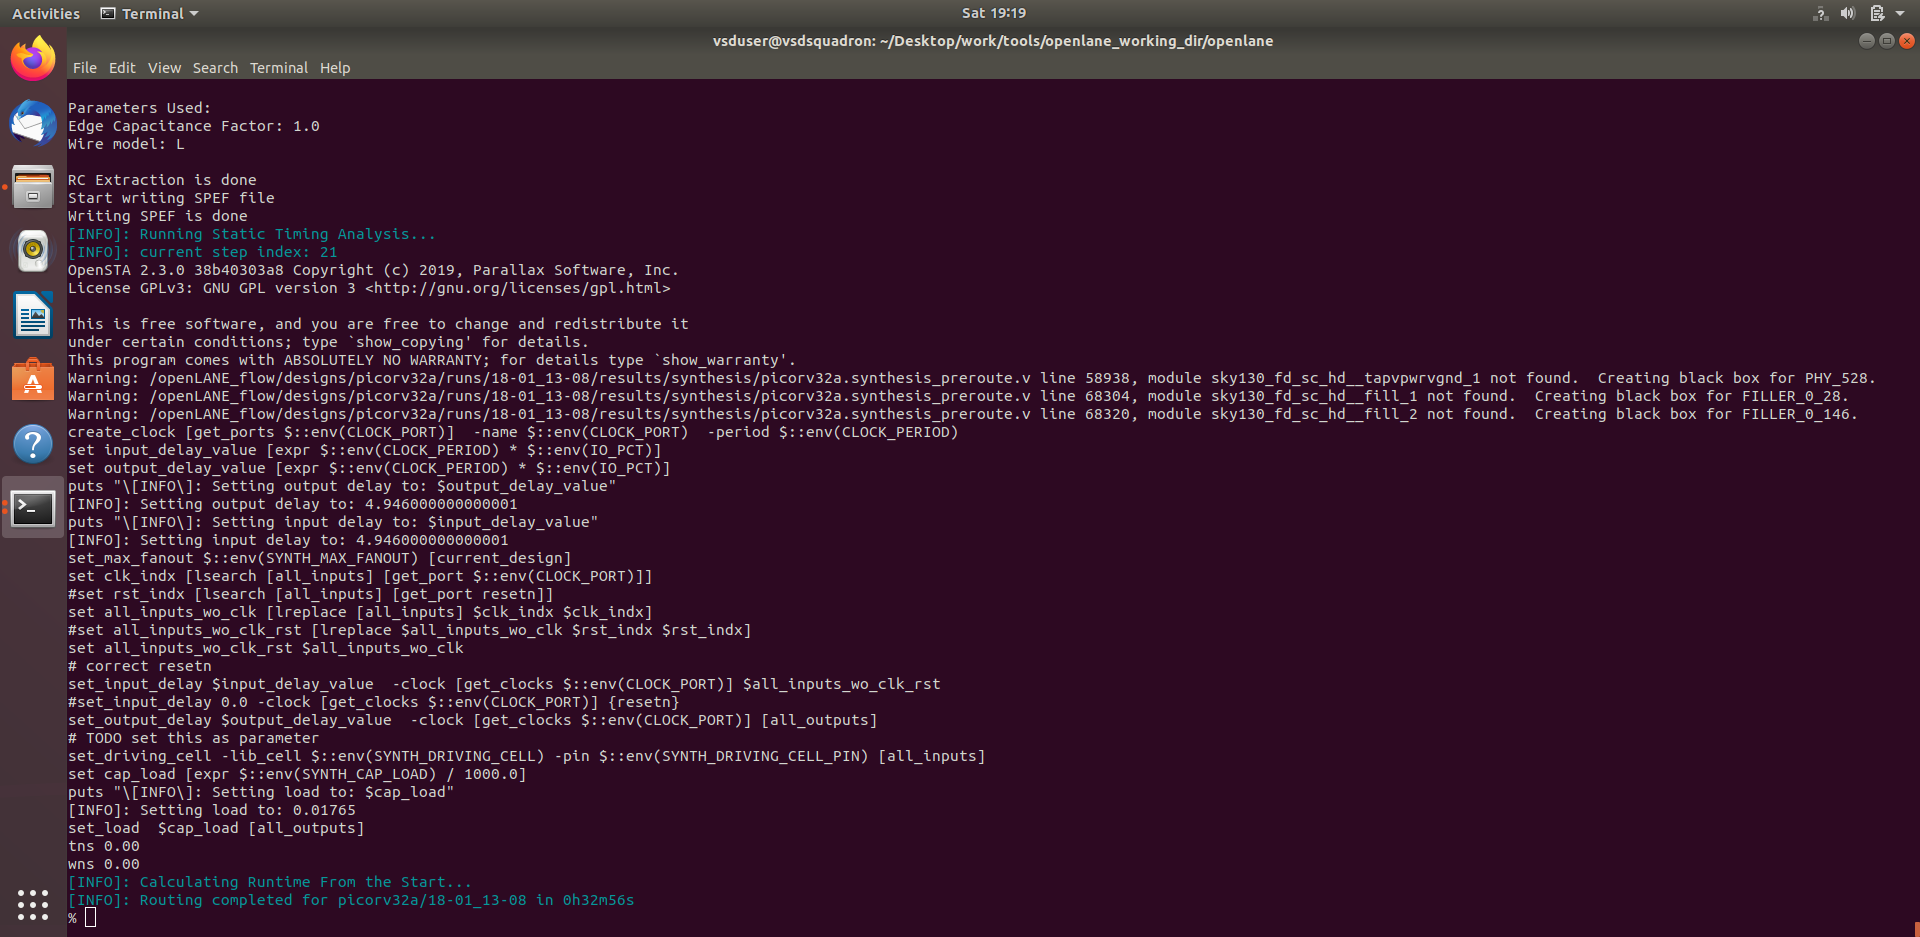 Activities Terminal Sat 19:19
vsduser@vsdsquadron: ~/Desktop/work/tools/openlane_working_dir/openlane
File Edit View Search Terminal Help
Parameters Used:
Edge Capacitance Factor: 1.0
Wire model: L
RC Extraction is done
Start writing SPEF file
Writing SPEF is done
[INFO]: Running Static Timing Analysis...
[INFO]: current step index: 21
OpenSTA 2.3.0 38b40303a8 Copyright (c) 2019, Parallax Software, Inc.
License GPLv3: GNU GPL version 3 <http://gnu.org/licenses/gpl.html>
This is free software, and you are free to change and redistribute it
under certain conditions; type `show_copying' for details.
This program comes with ABSOLUTELY NO WARRANTY; for details type `show_warranty'.
Warning: /openLANE_flow/designs/picorv32a/runs/18-01_13-08/results/synthesis/picorv32a.synthesis_preroute.v line 58938, module sky130_fd_sc_hd__tapvpwrvgnd_1 not found.  Creating black box for PHY_528.
Warning: /openLANE_flow/designs/picorv32a/runs/18-01_13-08/results/synthesis/picorv32a.synthesis_preroute.v line 68304, module sky130_fd_sc_hd__fill_1 not found.  Creating black box for FILLER_0_28.
Warning: /openLANE_flow/designs/picorv32a/runs/18-01_13-08/results/synthesis/picorv32a.synthesis_preroute.v line 68320, module sky130_fd_sc_hd__fill_2 not found.  Creating black box for FILLER_0_146.
create_clock [get_ports $::env(CLOCK_PORT)]  -name $::env(CLOCK_PORT)  -period $::env(CLOCK_PERIOD)
set input_delay_value [expr $::env(CLOCK_PERIOD) * $::env(IO_PCT)]
set output_delay_value [expr $::env(CLOCK_PERIOD) * $::env(IO_PCT)]
puts "\[INFO\]: Setting output delay to: $output_delay_value"
[INFO]: Setting output delay to: 4.946000000000001
puts "\[INFO\]: Setting input delay to: $input_delay_value"
[INFO]: Setting input delay to: 4.946000000000001
set_max_fanout $::env(SYNTH_MAX_FANOUT) [current_design]
set clk_indx [lsearch [all_inputs] [get_port $::env(CLOCK_PORT)]]
#set rst_indx [lsearch [all_inputs] [get_port resetn]]
set all_inputs_wo_clk [lreplace [all_inputs] $clk_indx $clk_indx]
#set all_inputs_wo_clk_rst [lreplace $all_inputs_wo_clk $rst_indx $rst_indx]
set all_inputs_wo_clk_rst $all_inputs_wo_clk
# correct resetn
set_input_delay $input_delay_value  -clock [get_clocks $::env(CLOCK_PORT)] $all_inputs_wo_clk_rst
#set_input_delay 0.0 -clock [get_clocks $::env(CLOCK_PORT)] {resetn}
set_output_delay $output_delay_value  -clock [get_clocks $::env(CLOCK_PORT)] [all_outputs]
# TODO set this as parameter
set_driving_cell -lib_cell $::env(SYNTH_DRIVING_CELL) -pin $::env(SYNTH_DRIVING_CELL_PIN) [all_inputs]
set cap_load [expr $::env(SYNTH_CAP_LOAD) / 1000.0]
puts "\[INFO\]: Setting load to: $cap_load"
[INFO]: Setting load to: 0.01765
set_load  $cap_load [all_outputs]
tns 0.00
wns 0.00
[INFO]: Calculating Runtime From the Start...
[INFO]: Routing completed for picorv32a/18-01_13-08 in 0h32m56s
%